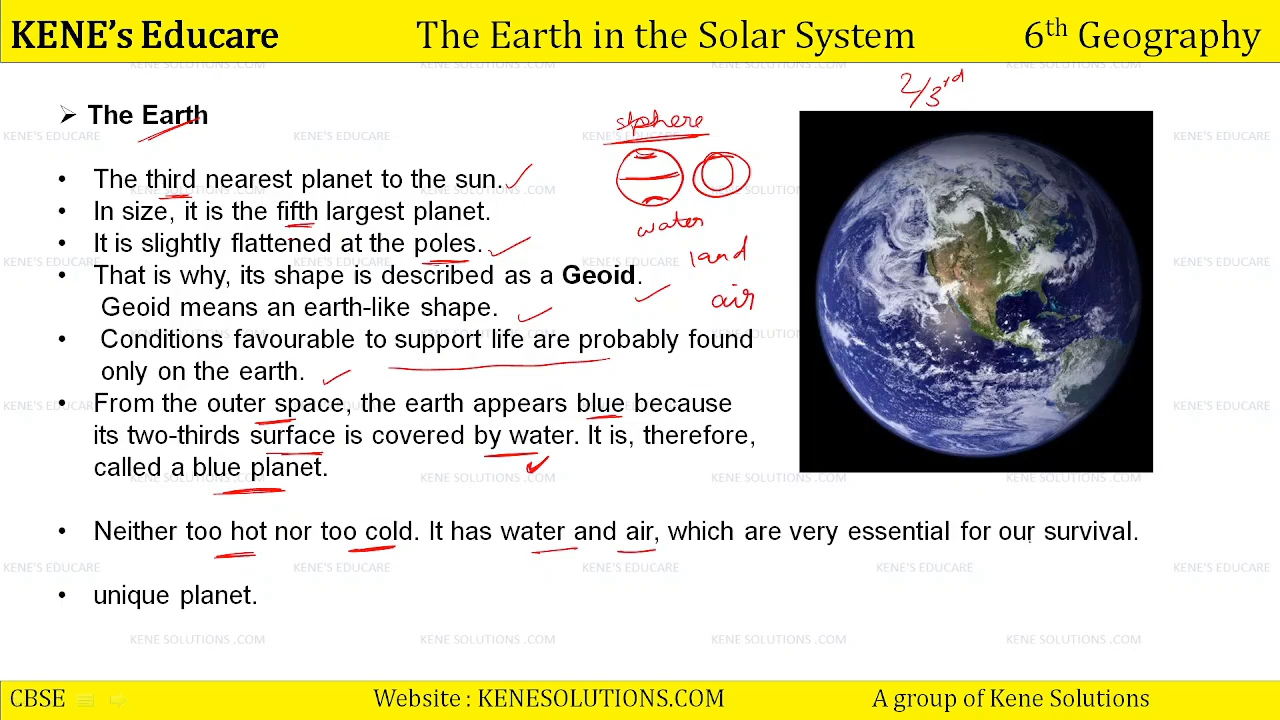 KENE's Educare The Earth in the Solar System 6th Geography
2/3rd
➢ The Earth
sphere
• The third nearest planet to the sun.
• In size, it is the fifth largest planet.
water
• It is slightly flattened at the poles.
land
• That is why, its shape is described as a Geoid.
Geoid means an earth-like shape.
air
• Conditions favourable to support life are probably found
only on the earth.
• From the outer space, the earth appears blue because
its two-thirds surface is covered by water. It is, therefore,
called a blue planet.
• Neither too hot nor too cold. It has water and air, which are very essential for our survival.
• unique planet.
KENE SOLUTIONS .COM
KENE'S EDUCARE
CBSE Website : KENESOLUTIONS.COM A group of Kene Solutions